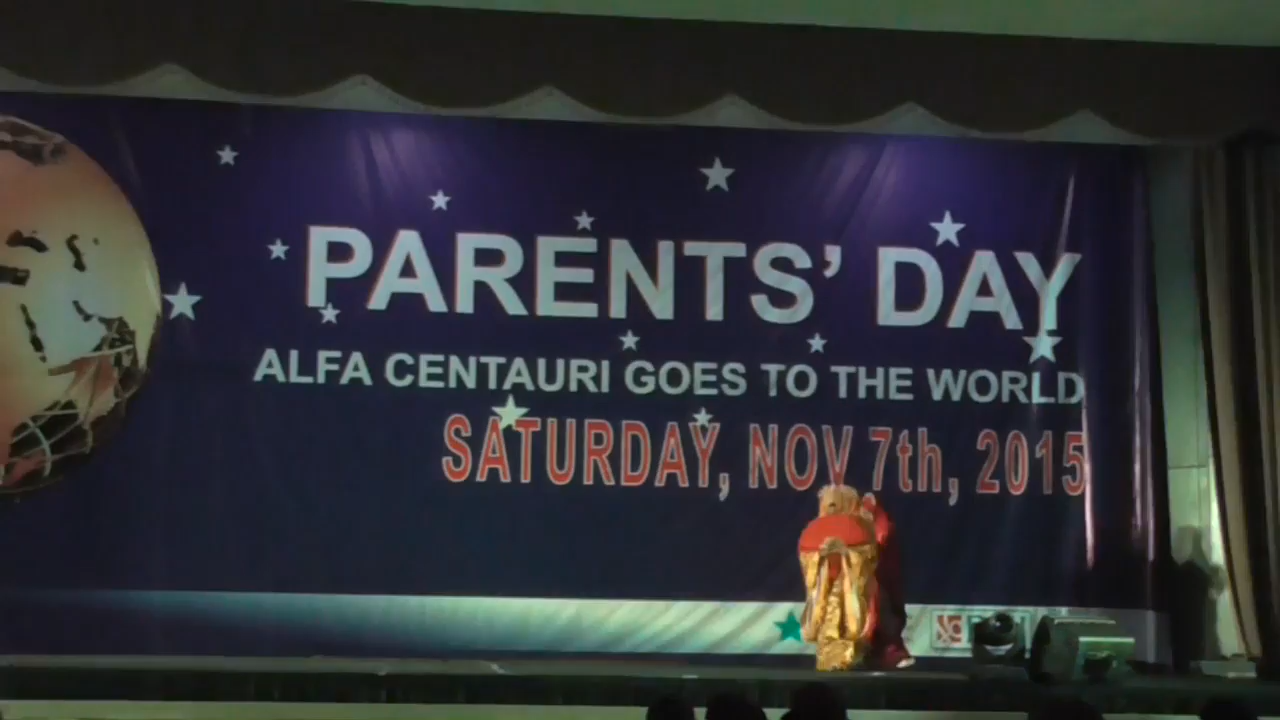 PARENTS' DAY
ALFA CENTAURI GOES TO THE WORLD
SATURDAY, NOV 7th, 2015